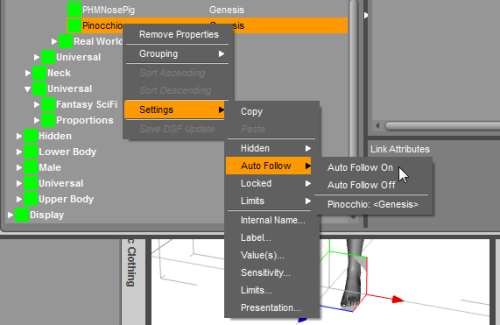 PHMNosePig Genesis
Pinocchio Genesis
Real World
Universal
Neck
Universal
Fantasy SciFi
Proportions
Hidden
Lower Body
Male
Universal
Upper Body
Display
Remove Properties
Grouping
Sort Ascending
Sort Descending
Settings
Save DSF Update
Copy
Paste
Hidden
Auto Follow
Locked
Limits
Internal Name...
Label...
Value(s)...
Sensitivity...
Limits...
Presentation...
Link Attributes
Auto Follow On
Auto Follow Off
Pinocchio: <Genesis>
Clothing